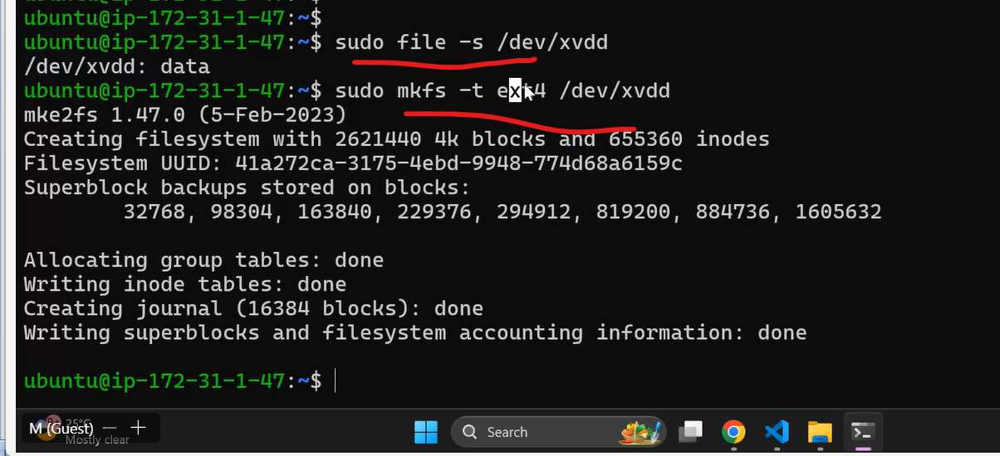 ubuntu@ip-172-31-1-47:~$
ubuntu@ip-172-31-1-47:~$ sudo file -s /dev/xvdd
/dev/xvdd: data
ubuntu@ip-172-31-1-47:~$ sudo mkfs -t ext4 /dev/xvdd
mke2fs 1.47.0 (5-Feb-2023)
Creating filesystem with 2621440 4k blocks and 655360 inodes
Filesystem UUID: 41a272ca-3175-4ebd-9948-774d68a6159c
Superblock backups stored on blocks:
32768, 98304, 163840, 229376, 294912, 819200, 884736, 1605632
Allocating group tables: done
Writing inode tables: done
Creating journal (16384 blocks): done
Writing superblocks and filesystem accounting information: done
ubuntu@ip-172-31-1-47:~$
25°C
M (Guest)
Mostly clear
Search